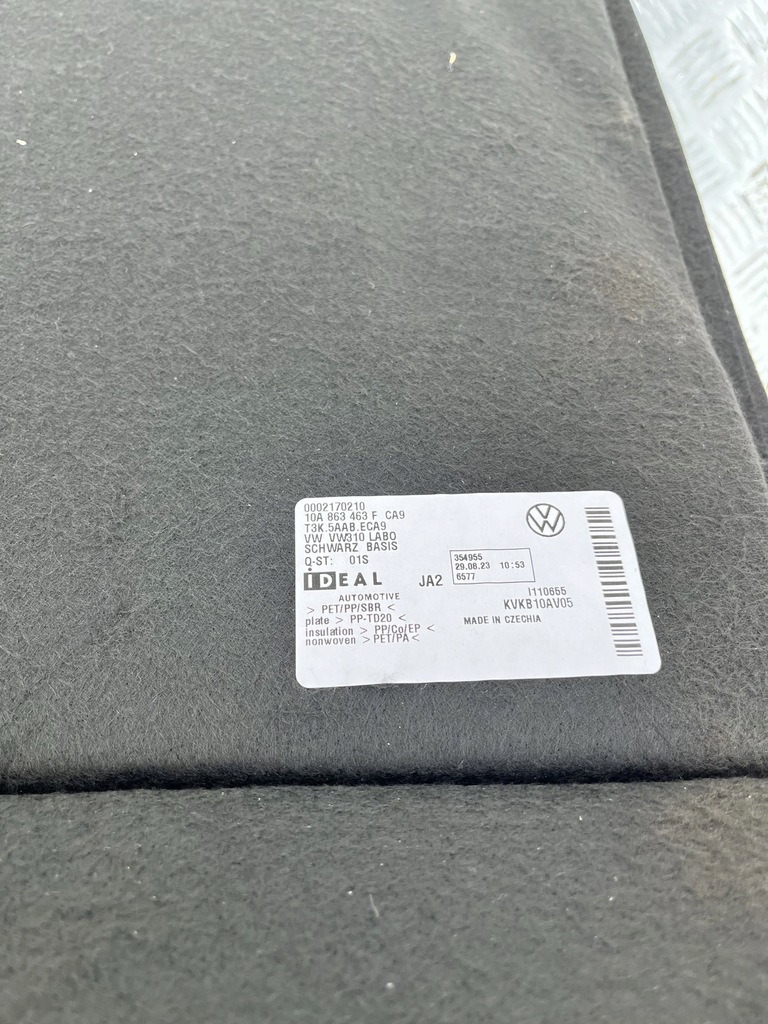 0002170210
10A 863 463 F CA9
T3K.5AAB.ECA9
VW VW310 LABO
SCHWARZ BASIS
Q-ST: 01S
IDEAL
AUTOMOTIVE
JA2
354955
29.08.23 10:53
6577
> PET/PP/SBR <
plate > PP-TD20 <
insulation > PP/Co/EP <
nonwoven > PET/PA <
I110655
KVKB10AV05
MADE IN CZECHIA
VW